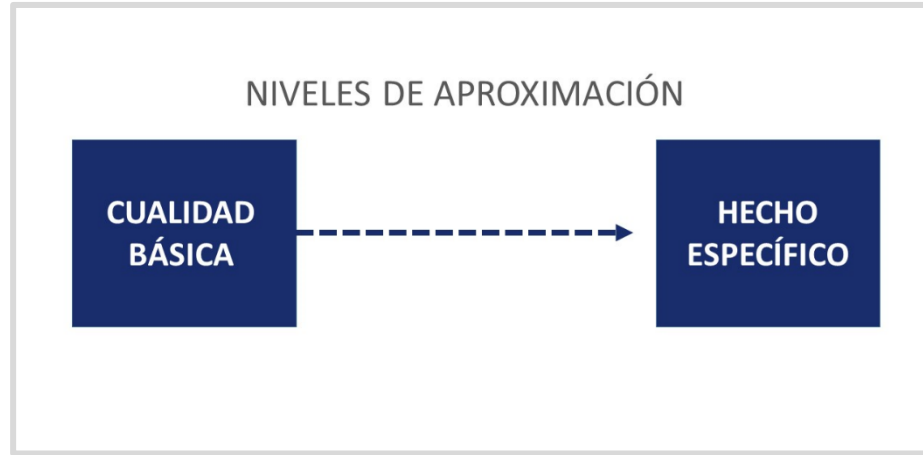 NIVELES DE APROXIMACIÓN
CUALIDAD
BÁSICA
HECHO
ESPECÍFICO